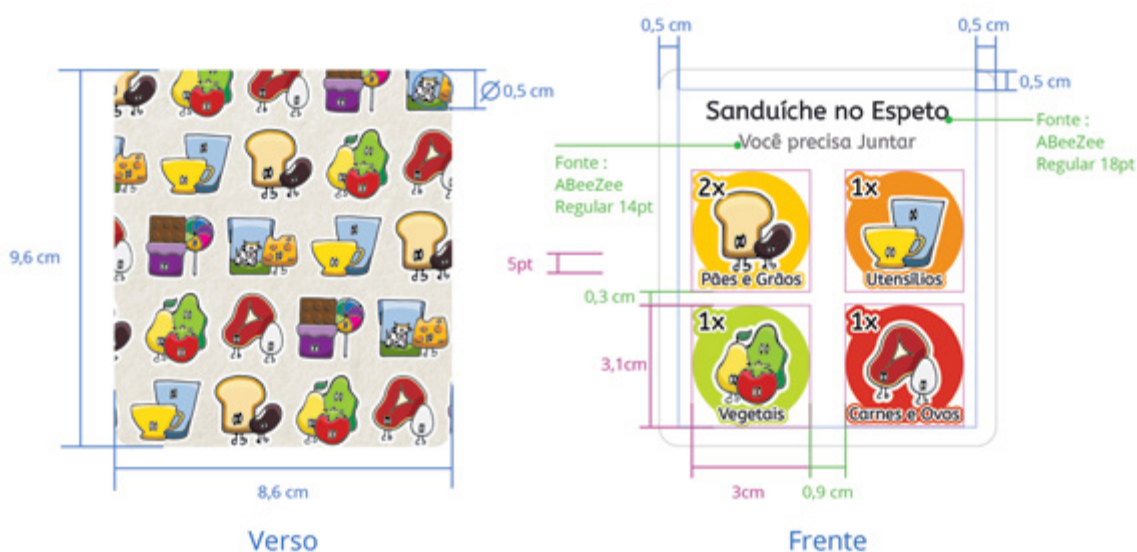 0,5 cm
0,5 cm
Ø 0,5 cm
0,5 cm
Sanduíche no Espeto
Fonte :
ABeeZee
Regular 18pt
Você precisa Juntar
Fonte :
ABeeZee
Regular 14pt
2x
1x
9,6 cm
5pt
Pães e Grãos
Utensílios
0,3 cm
1x
1x
3,1cm
Vegetais
Carnes e Ovos
8,6 cm
3cm
0,9 cm
Verso
Frente